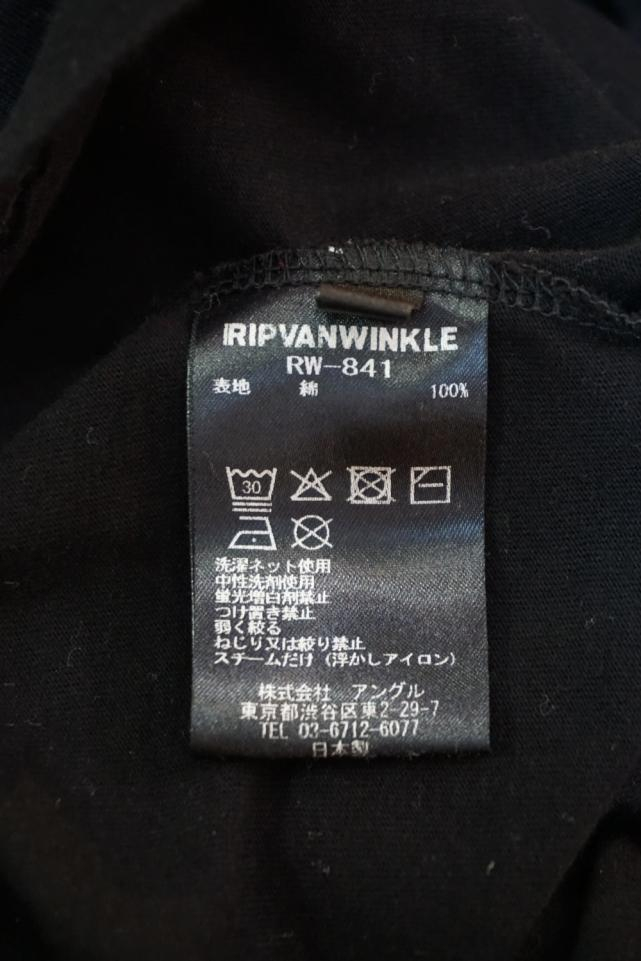 RIPVANWINKLE
RW-841
表地 綿 100%
30
洗濯ネット使用
中性洗剤使用
蛍光増白剤禁止
つけ置き禁止
弱く絞る
ねじり又は絞り禁止
スチームだけ（浮かしアイロン）
株式会社 アングル
東京都渋谷区東2-29-7
TEL 03-6712-6077
日本製